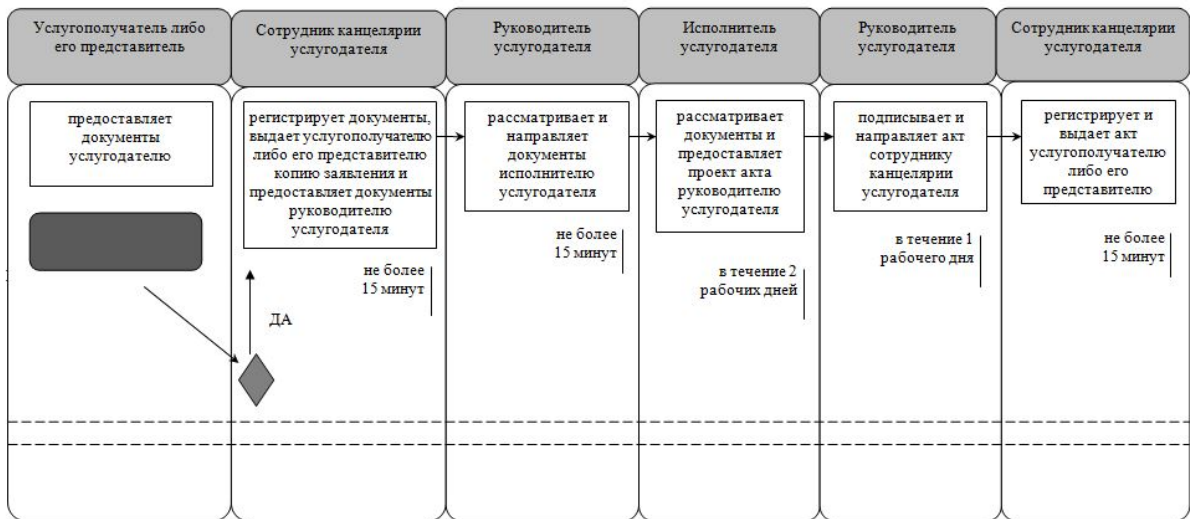 Услугополучатель либо
его представитель
Сотрудник канцелярии
услугодателя
Руководитель
услугодателя
Исполнитель
услугодателя
Руководитель
услугодателя
Сотрудник канцелярии
услугодателя
предоставляет
документы
услугодателю
регистрирует документы,
выдает услугополучателю
либо его представителю
копию заявления и
предоставляет документы
руководителю
услугодателя
рассматривает и
направляет
документы
исполнителю
услугодателя
рассматривает
документы и
предоставляет
проект акта
руководителю
услугодателя
подписывает и
направляет акт
сотруднику
канцелярии
услугодателя
регистрирует и
выдает акт
услугополучателю
либо его
представителю
не более
15 минут
не более
15 минут
в течение 2
рабочих дней
в течение 1
рабочего дня
не более
15 минут
ДА